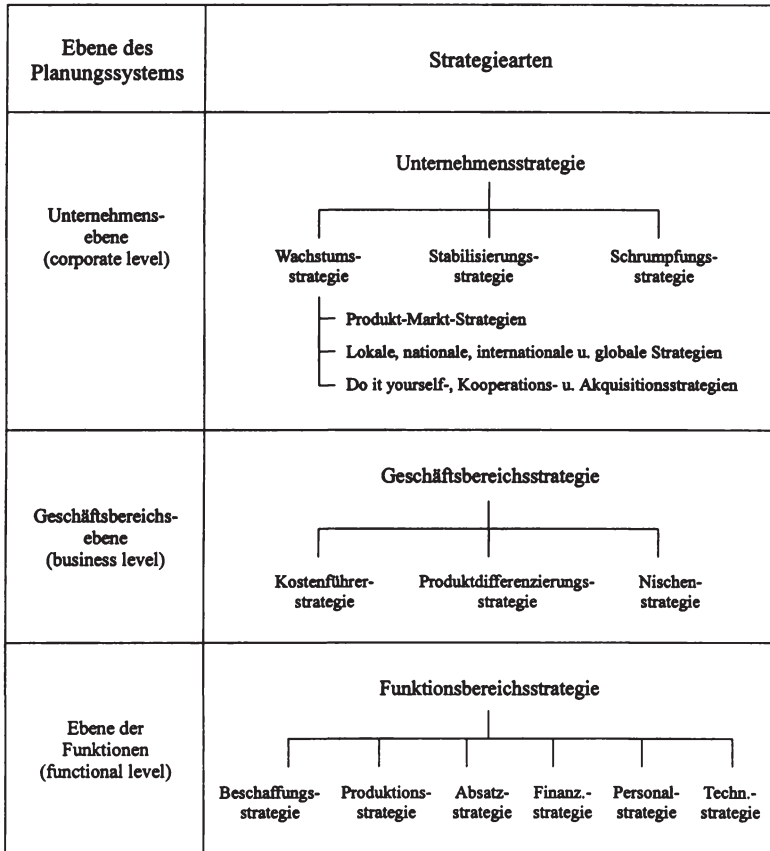 Ebene des
Planungssystems
Strategiearten
Unternehmens-
ebene
(corporate level)
Unternehmensstrategie
Wachstums-
strategie
Stabilisierungs-
strategie
Schrumpfungs-
strategie
Produkt-Markt-Strategien
Lokale, nationale, internationale u. globale Strategien
Do it yourself-, Kooperations- u. Akquisitionsstrategien
Geschäftsbereichs-
ebene
(business level)
Geschäftsbereichsstrategie
Kostenführer-
strategie
Produktdifferenzierungs-
strategie
Nischen-
strategie
Ebene der
Funktionen
(functional level)
Funktionsbereichsstrategie
Beschaffungs-
strategie
Produktions-
strategie
Absatz-
strategie
Finanz.-
strategie
Personal-
strategie
Techn.-
strategie